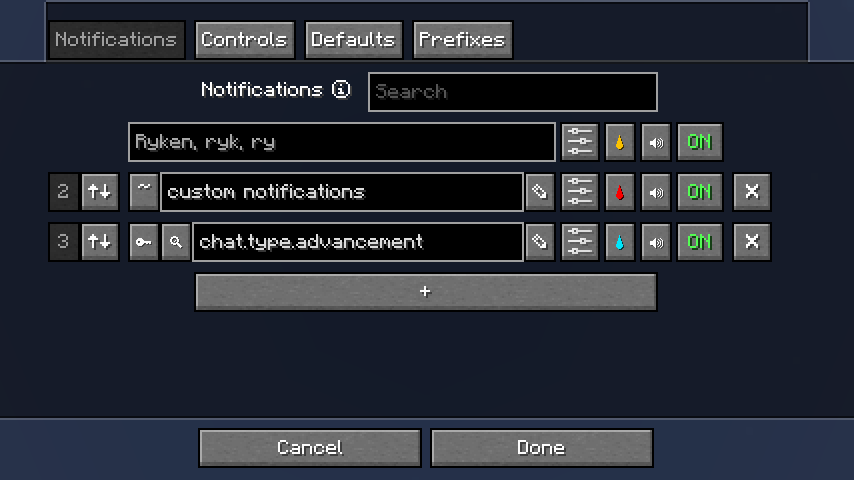 Notifications Controls Defaults Prefixes
Notifications Search
Ryken, ryk, ry ON
2 ~ custom notifications ON
3 chat.type.advancement ON
+
Cancel Done